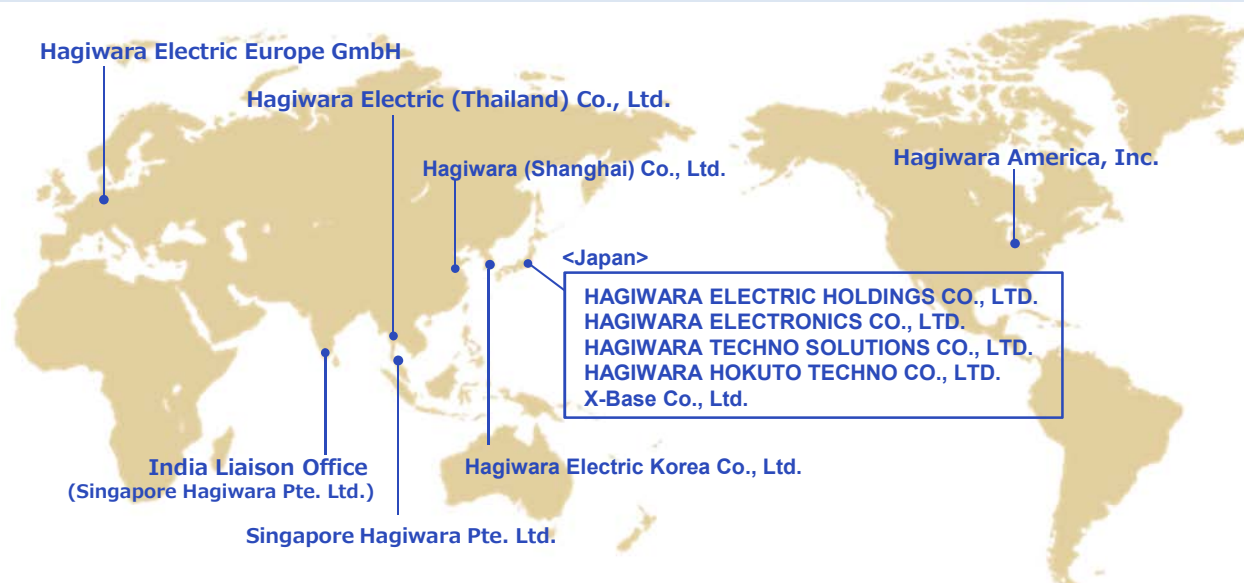 Hagiwara Electric Europe GmbH
Hagiwara Electric (Thailand) Co., Ltd.
Hagiwara (Shanghai) Co., Ltd.
Hagiwara America, Inc.
<Japan>
HAGIWARA ELECTRIC HOLDINGS CO., LTD.
HAGIWARA ELECTRONICS CO., LTD.
HAGIWARA TECHNO SOLUTIONS CO., LTD.
HAGIWARA HOKUTO TECHNO CO., LTD.
X-Base Co., Ltd.
India Liaison Office
(Singapore Hagiwara Pte. Ltd.)
Hagiwara Electric Korea Co., Ltd.
Singapore Hagiwara Pte. Ltd.